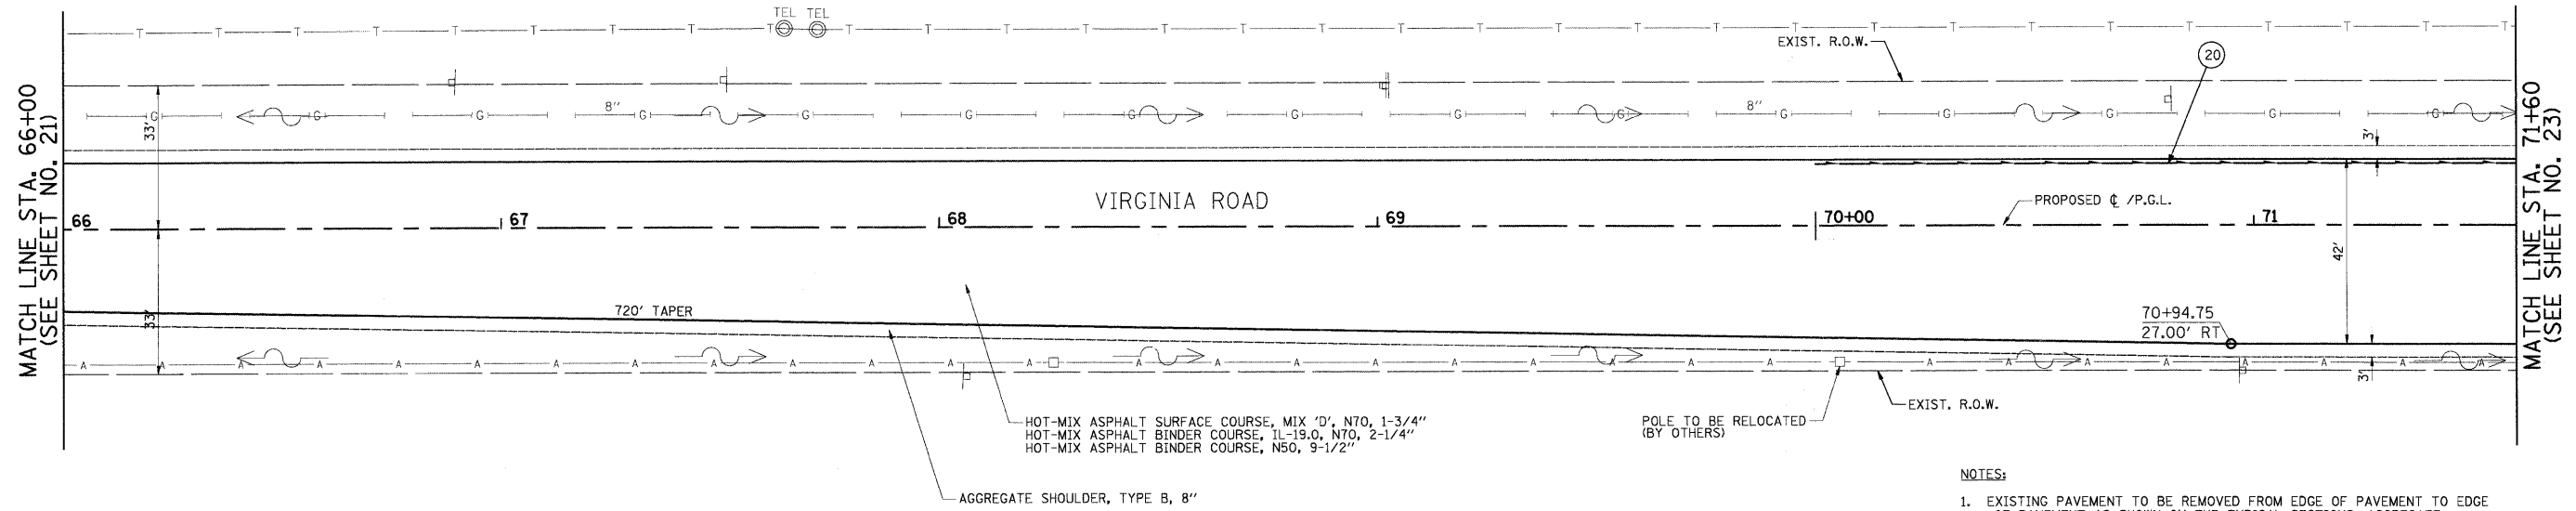 TEL TEL
T T T T T T T T T T T T T T T T T T T T T T T T T T T T T T T
EXIST. R.O.W.
20
MATCH LINE STA. 66+00
(SEE SHEET NO. 21)
33'
8"
8"
G G G G G G G G G G G G G G G
3'
VIRGINIA ROAD
PROPOSED ℄ /P.G.L.
66 67 68 69 70+00 71
42'
33'
720' TAPER
70+94.75
27.00' RT
A A A A A A A A A A A A A A A A A A A A A A A A A A A A A A A
3'
MATCH LINE STA. 71+60
(SEE SHEET NO. 23)
EXIST. R.O.W.
HOT-MIX ASPHALT SURFACE COURSE, MIX 'D', N70, 1-3/4"
HOT-MIX ASPHALT BINDER COURSE, IL-19.0, N70, 2-1/4"
HOT-MIX ASPHALT BINDER COURSE, N50, 9-1/2"
POLE TO BE RELOCATED
(BY OTHERS)
AGGREGATE SHOULDER, TYPE B, 8"
NOTES:
1. EXISTING PAVEMENT TO BE REMOVED FROM EDGE OF PAVEMENT TO EDGE